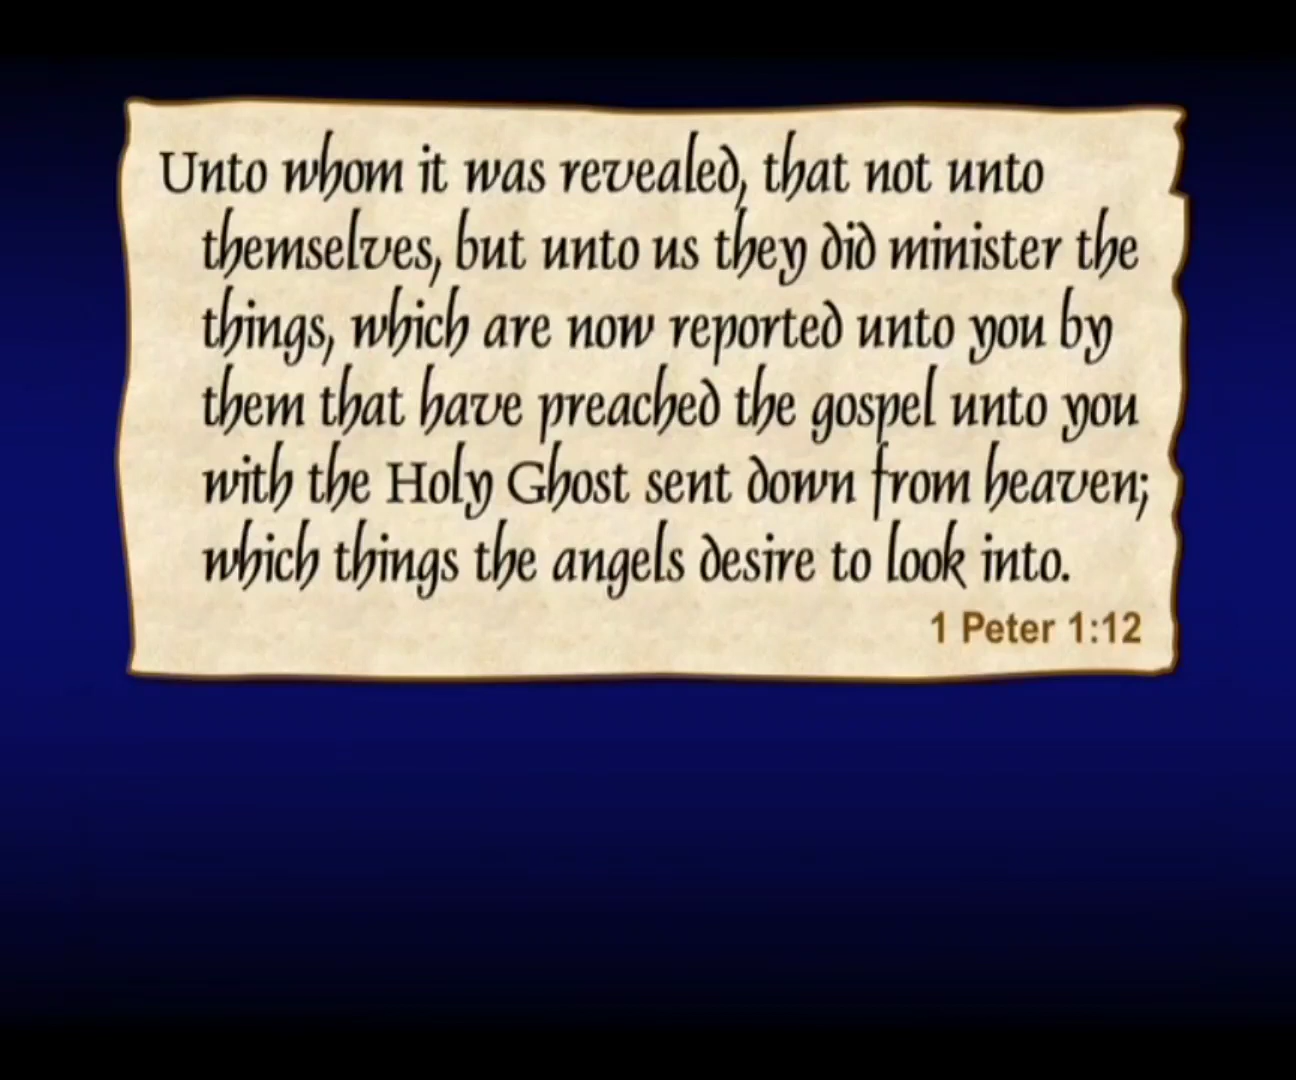 Unto whom it was revealed, that not unto
themselves, but unto us they did minister the
things, which are now reported unto you by
them that have preached the gospel unto you
with the Holy Ghost sent down from heaven;
which things the angels desire to look into.
1 Peter 1:12